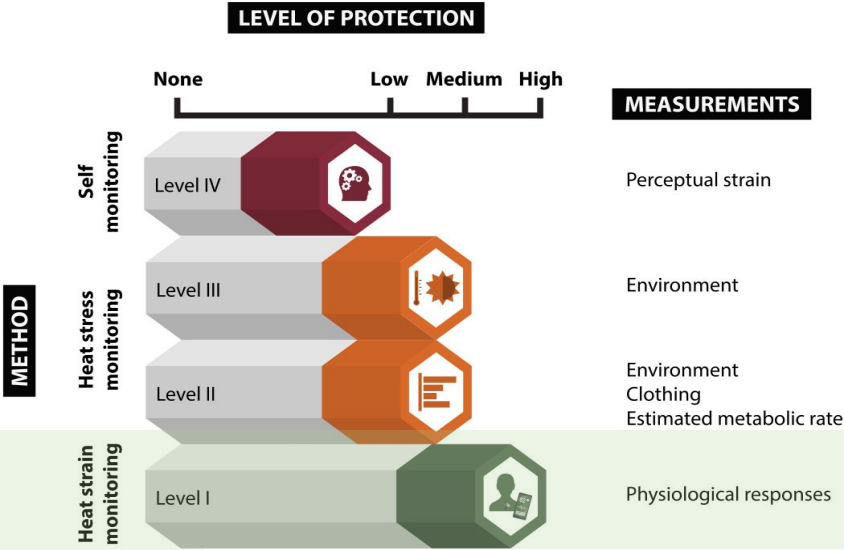 LEVEL OF PROTECTION
None Low Medium High
MEASUREMENTS
METHOD
Self
monitoring
Level IV
Perceptual strain
Heat stress
monitoring
Level III
Environment
Level II
Environment
Clothing
Estimated metabolic rate
Heat strain
monitoring
Level I
Physiological responses